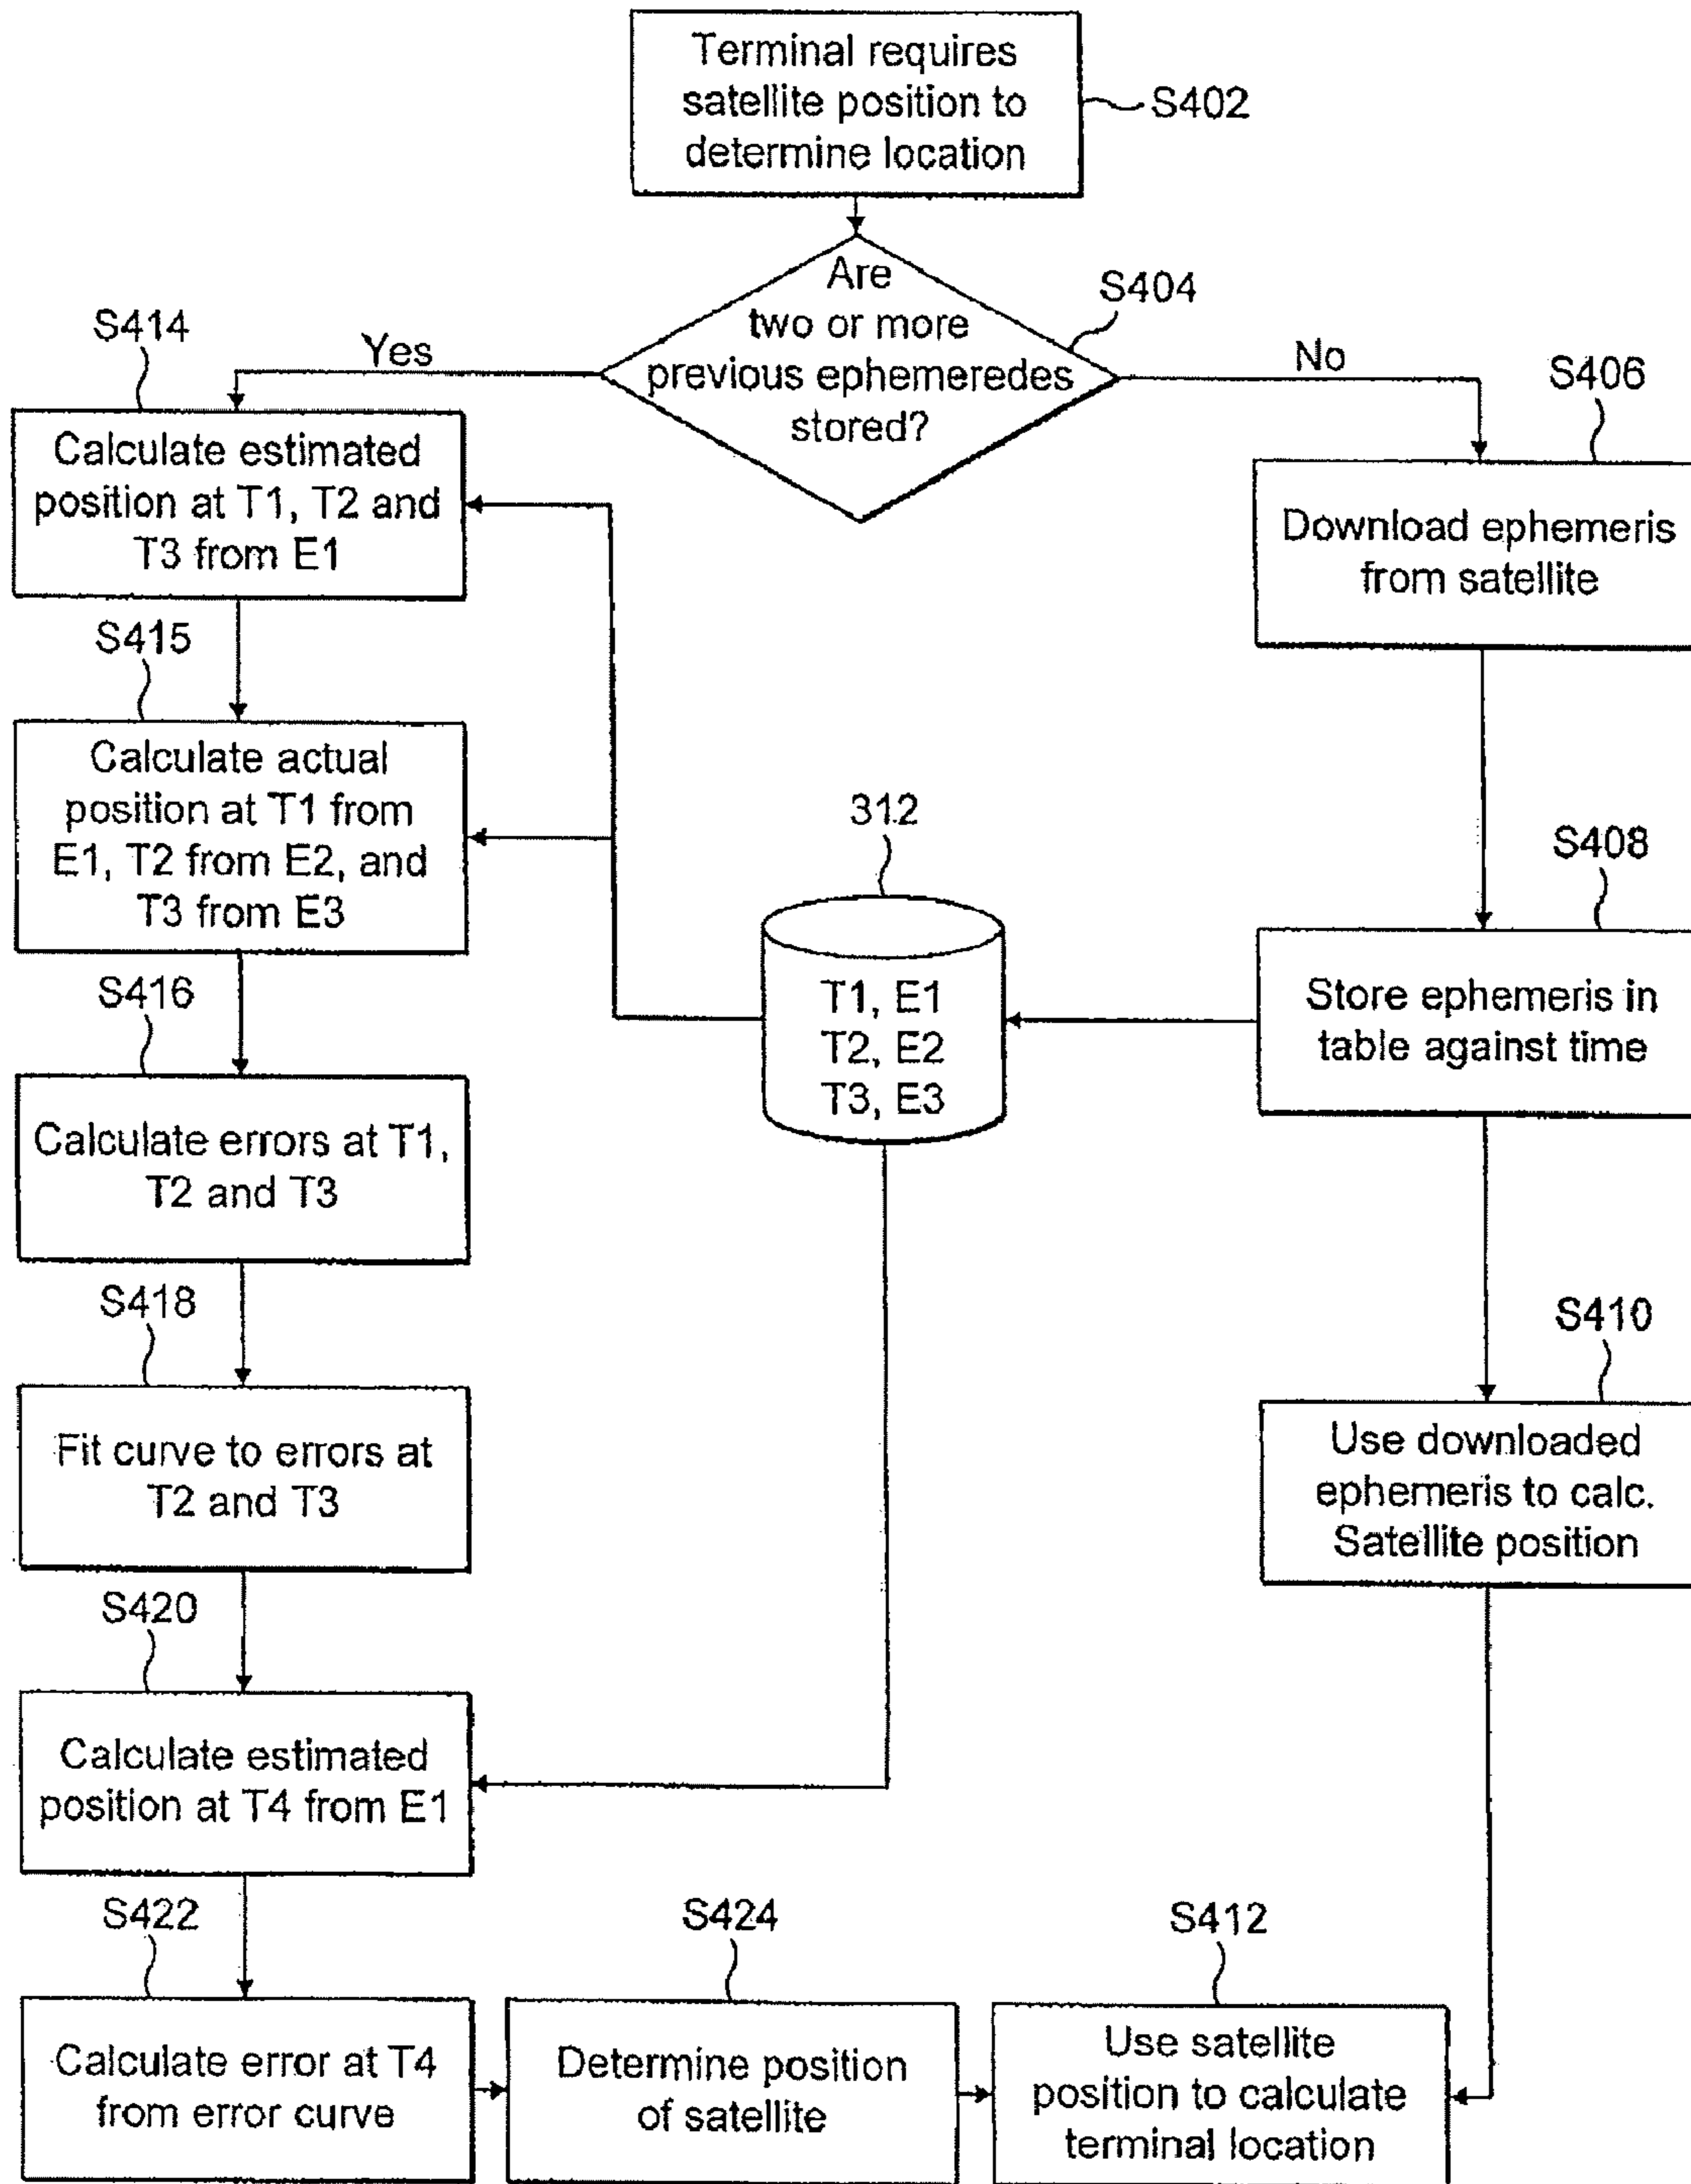 Terminal requires
satellite position to
determine location
S402
Are
two or more
previous ephemeredes
stored?
S404
Yes
No
S414
Calculate estimated
position at T1, T2 and
T3 from E1
S406
Download ephemeris
from satellite
S415
Calculate actual
position at T1 from
E1, T2 from E2, and
T3 from E3
312
T1, E1
T2, E2
T3, E3
S408
Store ephemeris in
table against time
S416
Calculate errors at T1,
T2 and T3
S418
Fit curve to errors at
T2 and T3
S410
Use downloaded
ephemeris to calc.
Satellite position
S420
Calculate estimated
position at T4 from E1
S422
Calculate error at T4
from error curve
S424
Determine position
of satellite
S412
Use satellite
position to calculate
terminal location